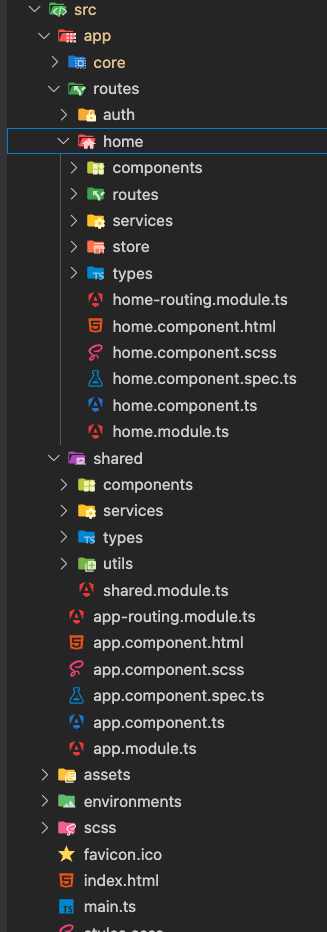 src
app
core
routes
auth
home
components
routes
services
store
types
home-routing.module.ts
home.component.html
home.component.scss
home.component.spec.ts
home.component.ts
home.module.ts
shared
components
services
types
utils
shared.module.ts
app-routing.module.ts
app.component.html
app.component.scss
app.component.spec.ts
app.component.ts
app.module.ts
assets
environments
scss
favicon.ico
index.html
main.ts
styles.scss